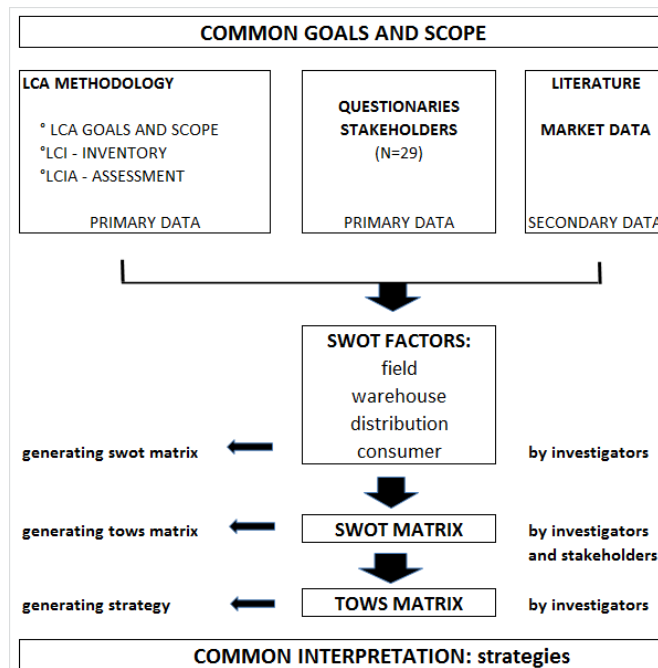 COMMON GOALS AND SCOPE
LCA METHODOLOGY
° LCA GOALS AND SCOPE
°LCI - INVENTORY
°LCIA - ASSESSMENT
PRIMARY DATA
QUESTIONARIES
STAKEHOLDERS
(N=29)
PRIMARY DATA
LITERATURE
MARKET DATA
SECONDARY DATA
SWOT FACTORS:
field
warehouse
distribution
consumer
generating swot matrix
by investigators
generating tows matrix
SWOT MATRIX
by investigators
and stakeholders
generating strategy
TOWS MATRIX
by investigators
COMMON INTERPRETATION: strategies